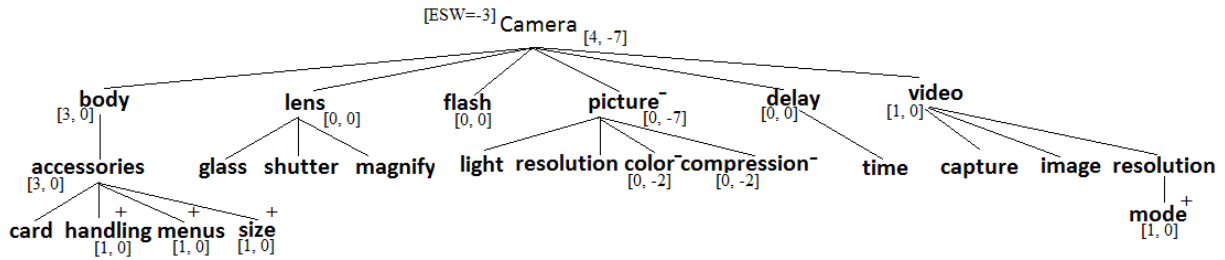 [ESW=-3] Camera [4, -7]
body lens flash picture - delay video
[3, 0] [0, 0] [0, 0] [0, -7] [0, 0] [1, 0]
accessories glass shutter magnify light resolution color - compression - time capture image resolution
[3, 0] [0, -2] [0, -2]
+ + + +
card handling menus size mode
[1, 0] [1, 0] [1, 0] [1, 0]